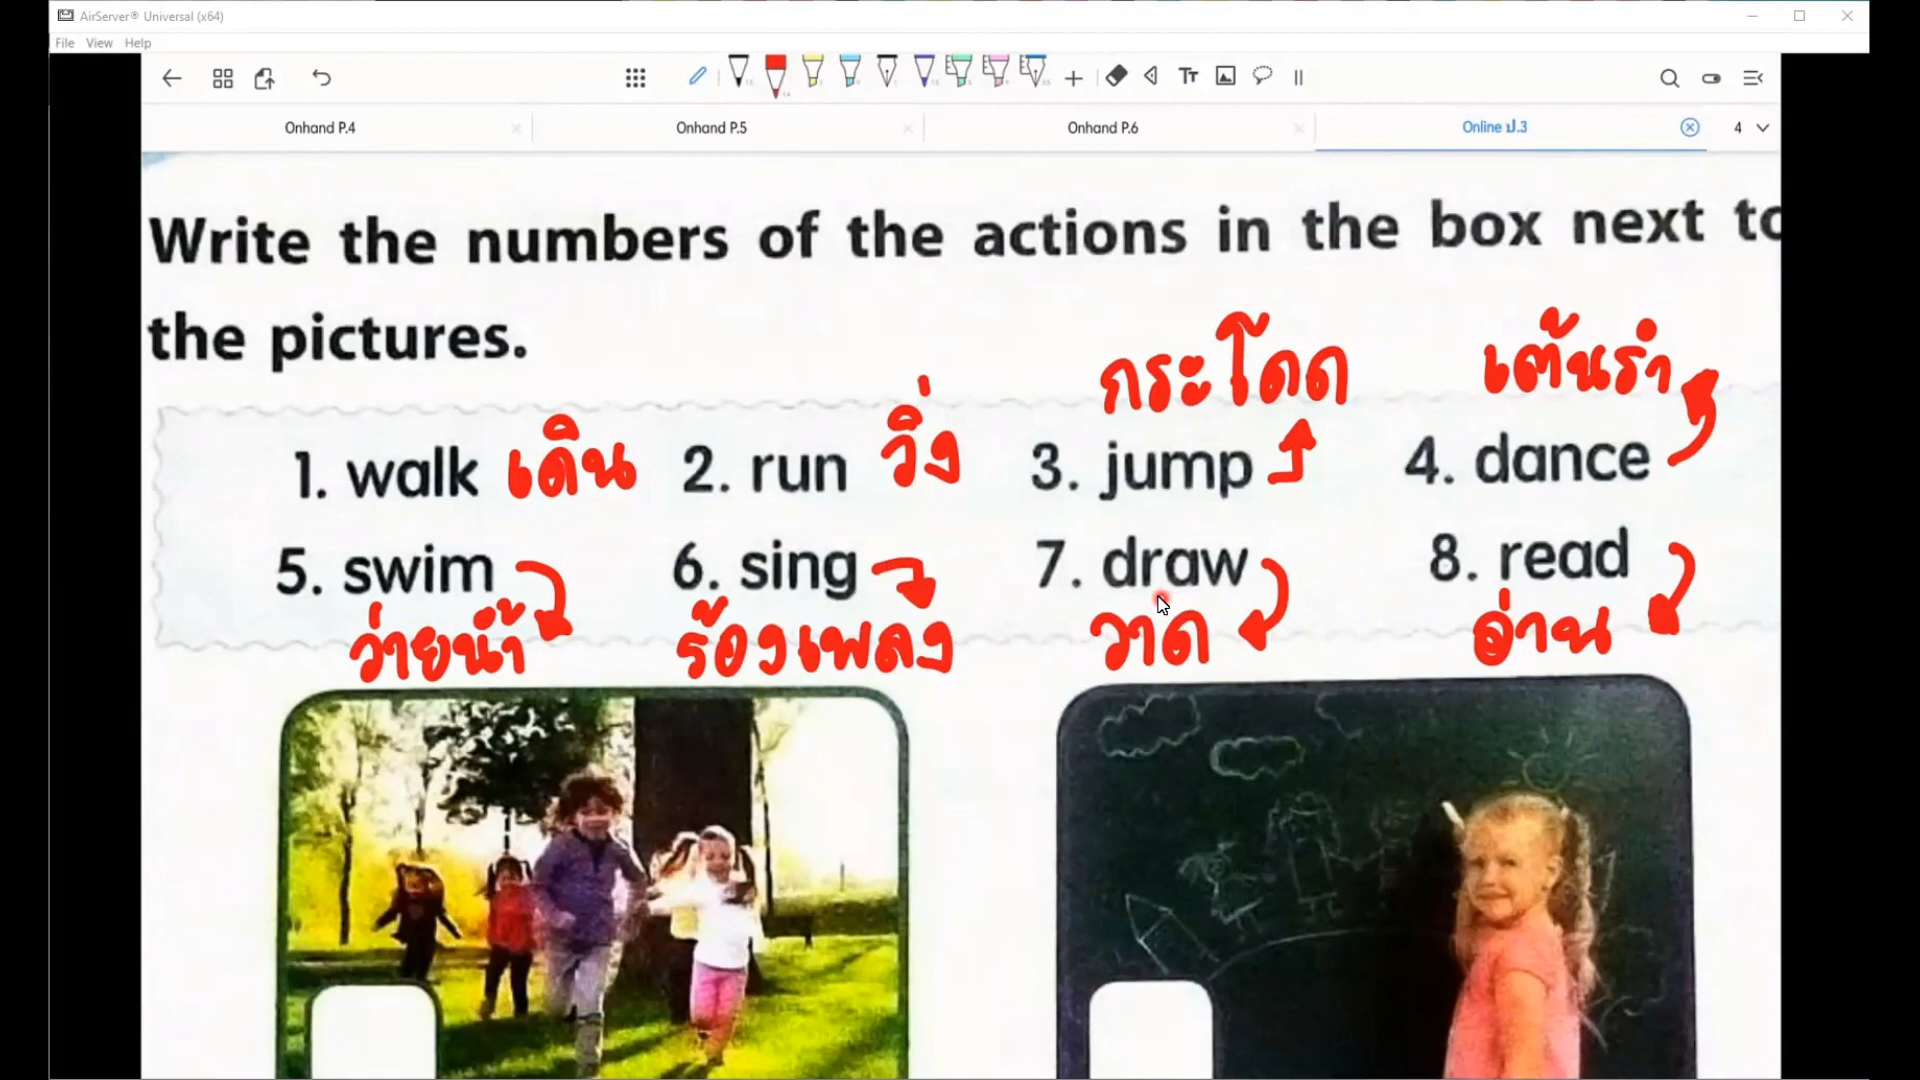 AirServer® Universal (x64)
File View Help
Onhand P.4
Onhand P.5
Onhand P.6
Online ป.3
4
Write the numbers of the actions in the box next to
the pictures.
กระโดด เต้นรำ
1. walk เดิน 2. run วิ่ง 3. jump 4. dance
5. swim 6. sing 7. draw 8. read
ว่ายน้ำ ร้องเพลง วาด อ่าน